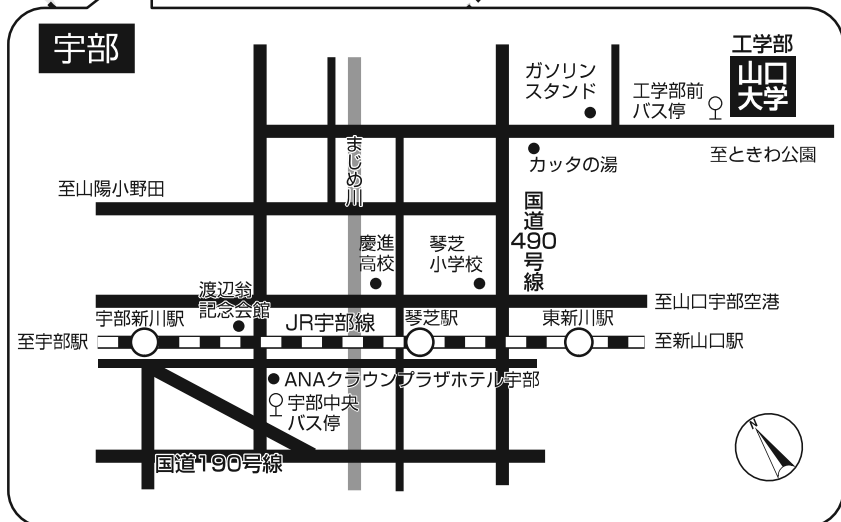 宇部
工学部
山口
大学
ガソリン
スタンド
工学部前
バス停
まじめ川
カッタの湯
至ときわ公園
至山陽小野田
国道490号線
慶進
高校
琴芝
小学校
渡辺翁
記念会館
至山口宇部空港
宇部新川駅
JR宇部線
琴芝駅
東新川駅
至宇部駅
至新山口駅
ANAクラウンプラザホテル宇部
宇部中央
バス停
国道190号線
N